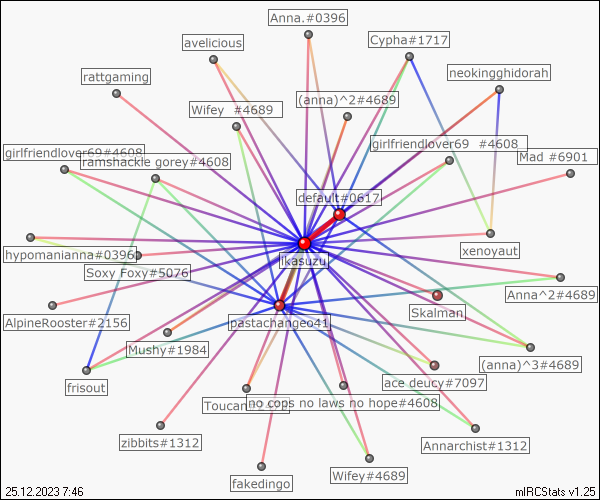 Anna.#0396
Cypha#1717
avelicious
neokingghidorah
rattgaming
(anna)^2#4689
Wifey #4689
girlfriendlover69 #4608
girlfriendlover69#4608
ramshackle gorey#4608
Mad #6901
default#0617
hypomanianna#0396
xenoyaut
ikasuzu
Soxy Foxy#5076
Anna^2#4689
AlpineRooster#2156
Skalman
pastachangeo41
Mushy#1984
(anna)^3#4689
frisout
ace deucy#7097
Toucan
no cops no laws no hope#4608
zibbits#1312
Annarchist#1312
fakedingo
Wifey#4689
25.12.2023 7:46
mIRCStats v1.25